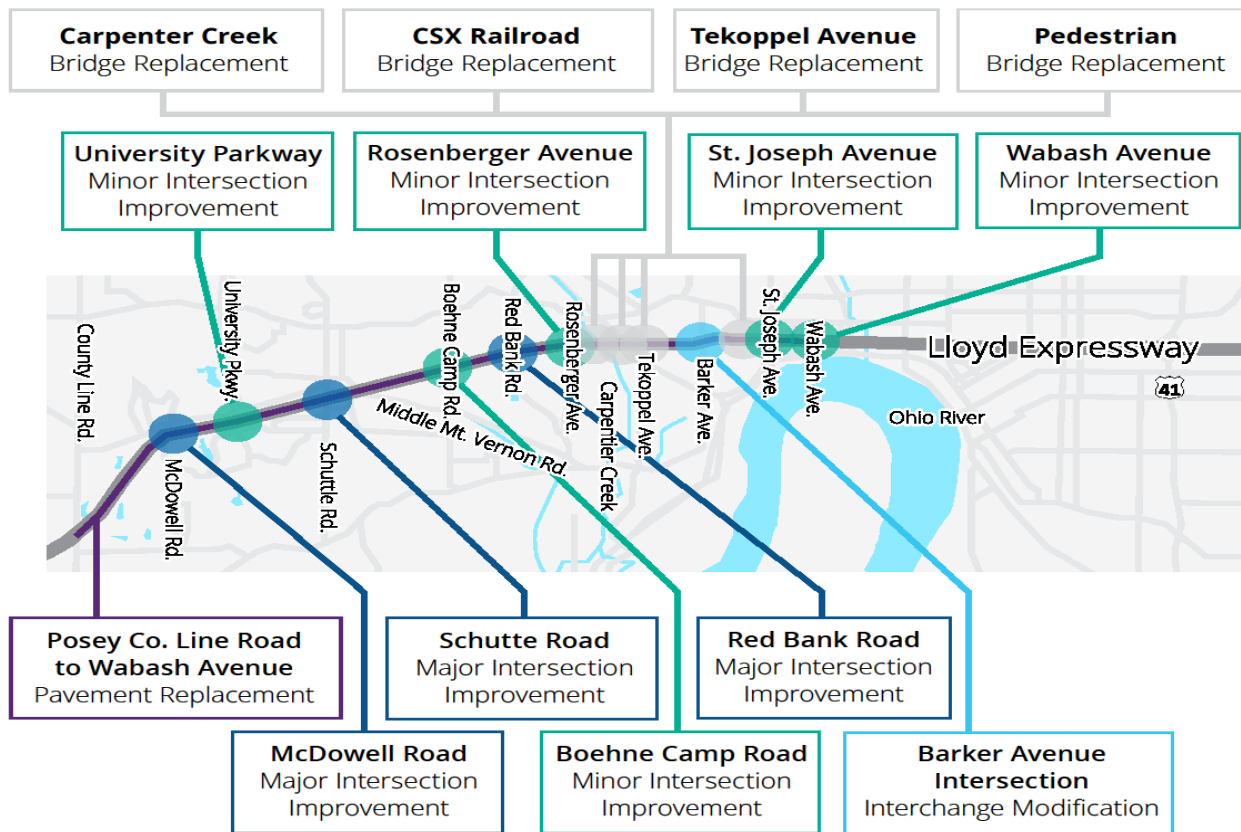 Carpenter Creek
Bridge Replacement
CSX Railroad
Bridge Replacement
Tekoppel Avenue
Bridge Replacement
Pedestrian
Bridge Replacement
University Parkway
Minor Intersection
Improvement
Rosenberger Avenue
Minor Intersection
Improvement
St. Joseph Avenue
Minor Intersection
Improvement
Wabash Avenue
Minor Intersection
Improvement
County Line Rd.
McDowell Rd.
University Pkwy.
Schuttle Rd.
Middle Mt. Vernon Rd.
Boehne Camp Rd.
Red Bank Rd.
Rosenberger Ave.
Carpentier Creek
Tekoppel Ave.
Barker Ave.
St. Joseph Ave.
Wabash Ave.
Lloyd Expressway
41
Ohio River
Posey Co. Line Road
to Wabash Avenue
Pavement Replacement
Schutte Road
Major Intersection
Improvement
Red Bank Road
Major Intersection
Improvement
McDowell Road
Major Intersection
Improvement
Boehne Camp Road
Minor Intersection
Improvement
Barker Avenue
Intersection
Interchange Modification